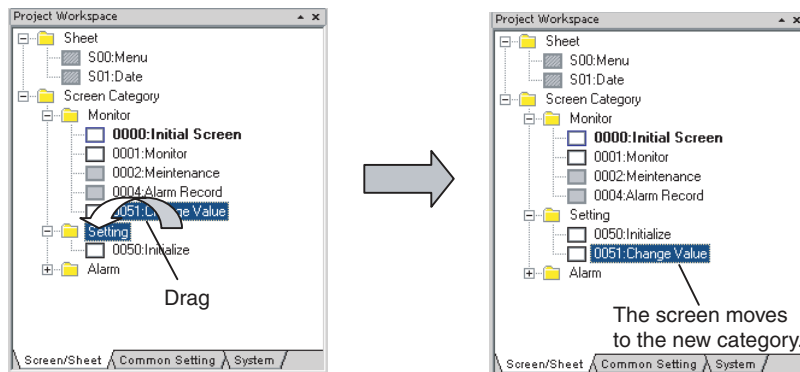 Project Workspace
Sheet
S00:Menu
S01:Date
Screen Category
Monitor
0000:Initial Screen
0001:Monitor
0002:Meintenance
0004:Alarm Record
0051:Change Value
Setting
0050:Initialize
Alarm
Drag
Screen/Sheet Common Setting System
Project Workspace
Sheet
S00:Menu
S01:Date
Screen Category
Monitor
0000:Initial Screen
0001:Monitor
0002:Meintenance
0004:Alarm Record
Setting
0050:Initialize
0051:Change Value
Alarm
The screen moves
to the new category.
Screen/Sheet Common Setting System